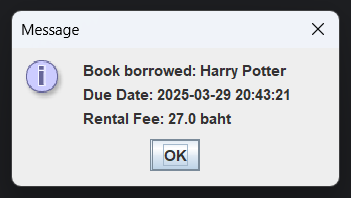 Message
Book borrowed: Harry Potter
Due Date: 2025-03-29 20:43:21
Rental Fee: 27.0 baht
OK